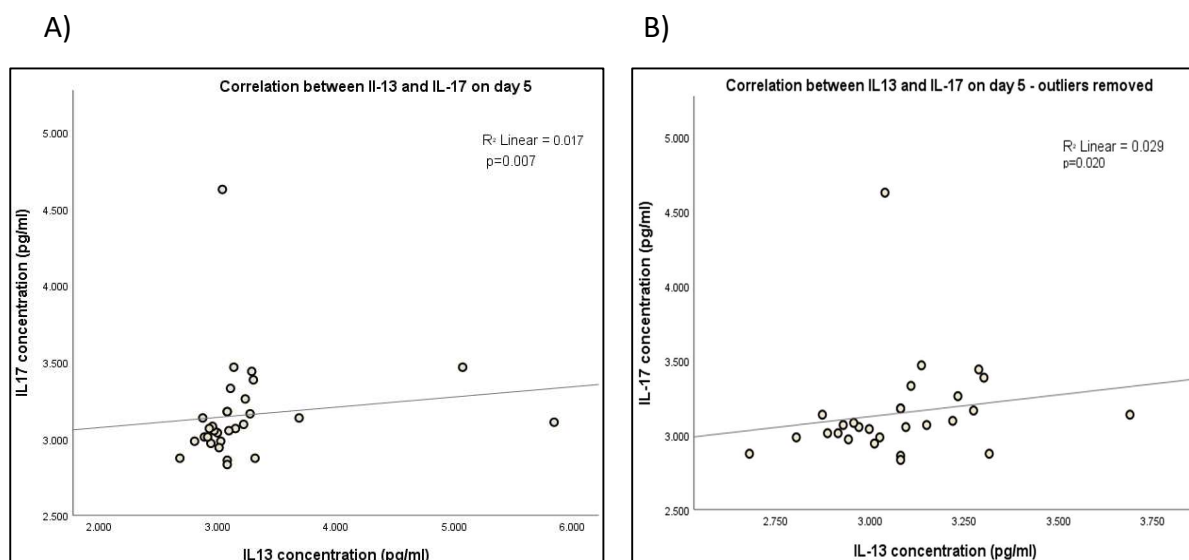 A)
Correlation between Il-13 and IL-17 on day 5
R² Linear = 0.017
p=0.007
IL17 concentration (pg/ml)
5.000
4.500
4.000
3.500
3.000
2.500
2.000 3.000 4.000 5.000 6.000
IL13 concentration (pg/ml)
B)
Correlation between IL13 and IL-17 on day 5 - outliers removed
R² Linear = 0.029
p=0.020
IL-17 concentration (pg/ml)
5.000
4.500
4.000
3.500
3.000
2.500
2.750 3.000 3.250 3.500 3.750
IL-13 concentration (pg/ml)